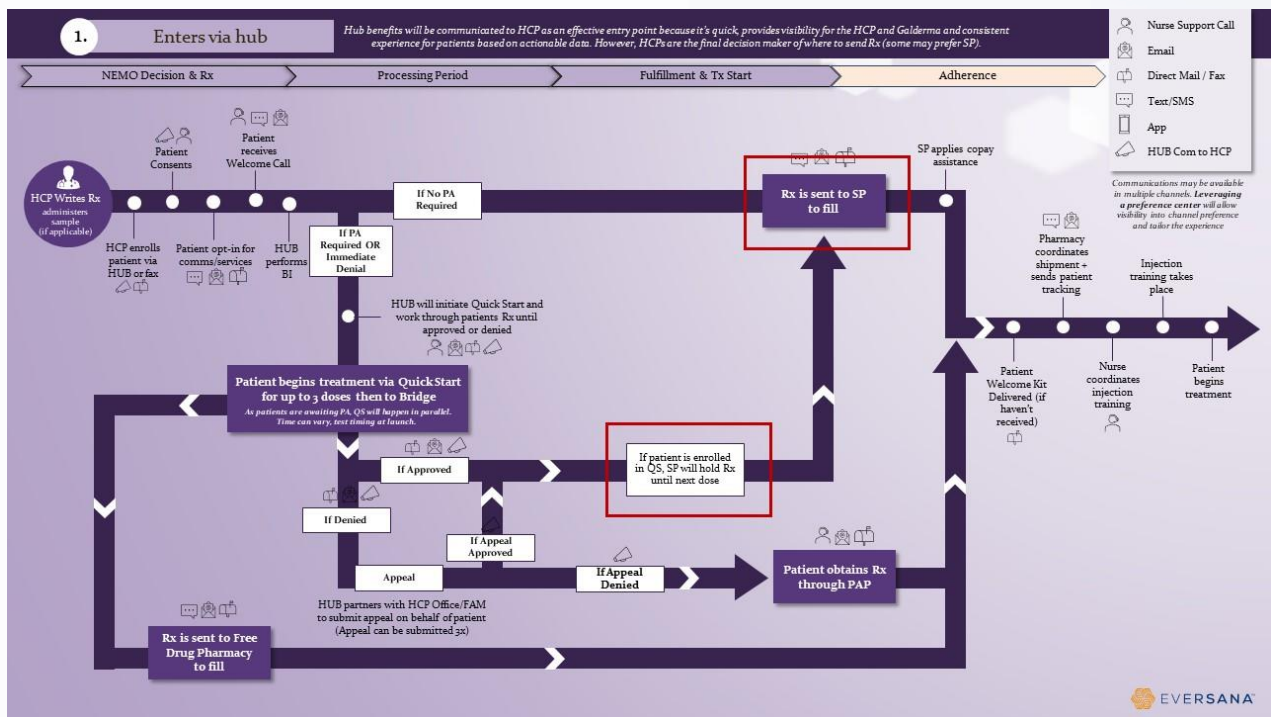 1.
Enters via hub
Hub benefits will be communicated to HCP as an effective entry point because it's quick, provides visibility for the HCP and Galderma and consistent
experience for patients based on actionable data. However, HCPs are the final decision maker of where to send Rx (some may prefer SP).
Nurse Support Call
Email
Direct Mail / Fax
Text/SMS
App
HUB Com to HCP
Communications may be available
in multiple channels. Leveraging
a preference center will allow
visibility into channel preference
and tailor the experience
NEMO Decision & Rx
Processing Period
Fulfillment & Tx Start
Adherence
HCP Writes Rx
administers
sample
(if applicable)
Patient
Consents
Patient
receives
Welcome Call
HCP enrolls
patient via
HUB or fax
Patient opt-in for
comms/services
HUB
performs
BI
If No PA
Required
If PA
Required OR
Immediate
Denial
Rx is sent to SP
to fill
SP applies copay
assistance
HUB will initiate Quick Start and
work through patients Rx until
approved or denied
Patient begins treatment via Quick Start
for up to 3 doses then to Bridge
As patients are awaiting PA, QS will happen in parallel.
Time can vary, test timing at launch.
If Approved
If patient is enrolled
in QS, SP will hold Rx
until next dose
If Denied
If Appeal
Approved
Appeal
If Appeal
Denied
HUB partners with HCP Office/FAM
to submit appeal on behalf of patient
(Appeal can be submitted 3x)
Patient obtains Rx
through PAP
Rx is sent to Free
Drug Pharmacy
to fill
Pharmacy
coordinates
shipment +
sends patient
tracking
Injection
training takes
place
Patient
Welcome Kit
Delivered (if
haven't
received)
Nurse
coordinates
injection
training
Patient
begins
treatment
EVERSANA